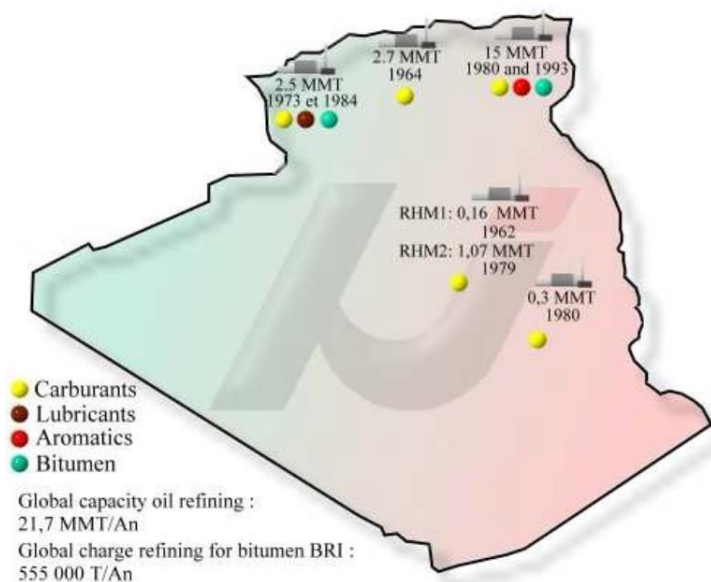 2.7 MMT
1964
15 MMT
1980 and 1993
2.5 MMT
1973 et 1984
RHM1: 0,16 MMT
1962
RHM2: 1,07 MMT
1979
0,3 MMT
1980
Carburants
Lubricants
Aromatics
Bitumen
Global capacity oil refining :
21,7 MMT/An
Global charge refining for bitumen BRI :
555 000 T/An